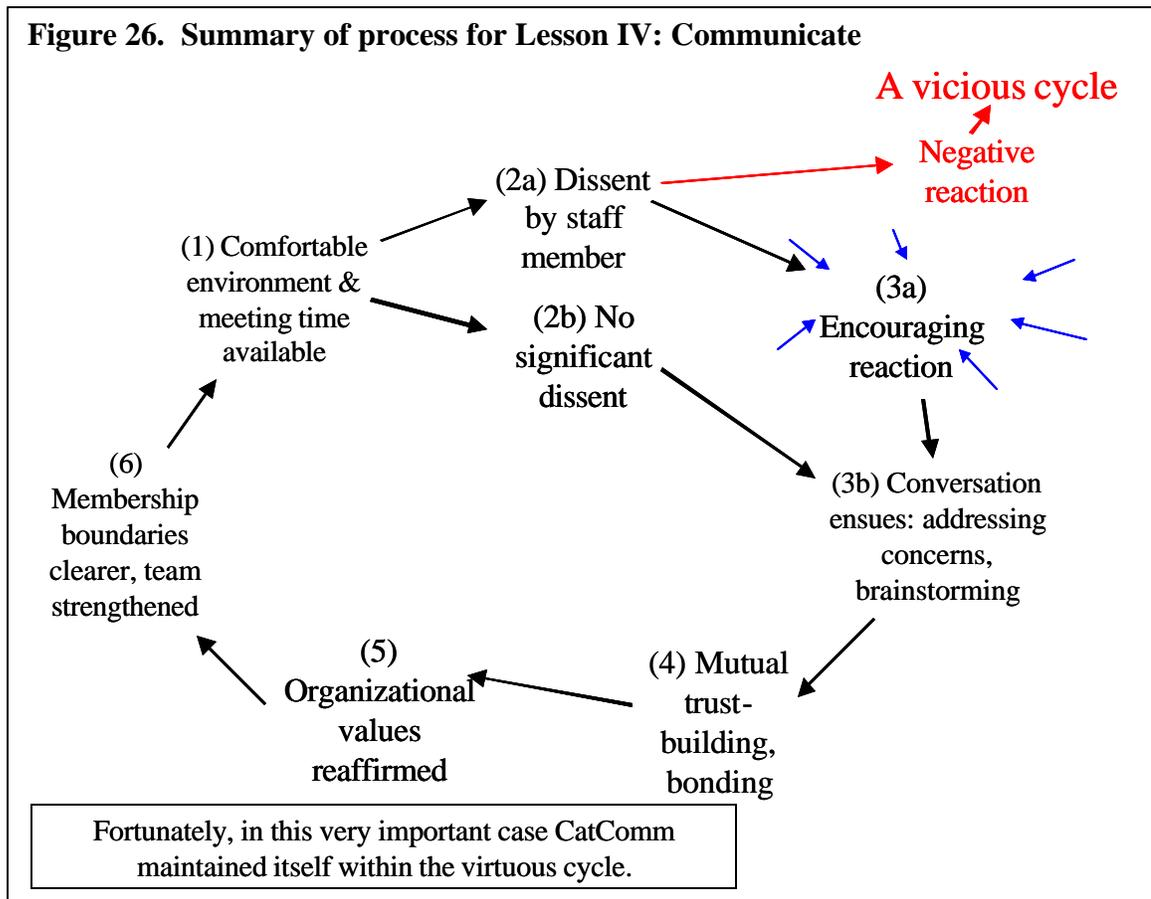 Figure 26.  Summary of process for Lesson IV: Communicate
A vicious cycle
Negative
reaction
(2a) Dissent
by staff
member
(1) Comfortable
environment &
meeting time
available
(2b) No
significant
dissent
(3a)
Encouraging
reaction
(3b) Conversation
ensues: addressing
concerns,
brainstorming
(4) Mutual
trust-
building,
bonding
(5)
Organizational
values
reaffirmed
(6)
Membership
boundaries
clearer, team
strengthened
Fortunately, in this very important case CatComm
maintained itself within the virtuous cycle.